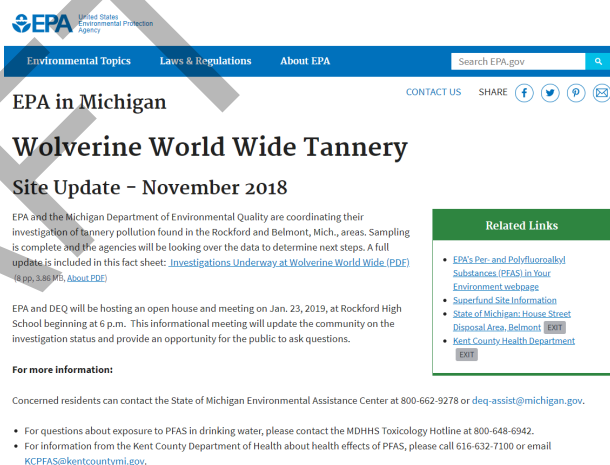 EPA United States
Environmental Protection
Agency
Environmental Topics Laws & Regulations About EPA Search EPA.gov
CONTACT US SHARE
EPA in Michigan
Wolverine World Wide Tannery
Site Update - November 2018
EPA and the Michigan Department of Environmental Quality are coordinating their
investigation of tannery pollution found in the Rockford and Belmont, Mich., areas. Sampling
is complete and the agencies will be looking over the data to determine next steps. A full
update is included in this fact sheet: Investigations Underway at Wolverine World Wide (PDF)
(8 pp, 3.86 MB, About PDF)
EPA and DEQ will be hosting an open house and meeting on Jan. 23, 2019, at Rockford High
School beginning at 6 p.m. This informational meeting will update the community on the
investigation status and provide an opportunity for the public to ask questions.
For more information:
Related Links
• EPA's Per- and Polyfluoroalkyl
Substances (PFAS) in Your
Environment webpage
• Superfund Site Information
• State of Michigan: House Street
Disposal Area, Belmont EXIT
• Kent County Health Department
EXIT
Concerned residents can contact the State of Michigan Environmental Assistance Center at 800-662-9278 or deq-assist@michigan.gov.
• For questions about exposure to PFAS in drinking water, please contact the MDHHS Toxicology Hotline at 800-648-6942.
• For information from the Kent County Department of Health about health effects of PFAS, please call 616-632-7100 or email
KCPFAS@kentcountymi.gov.